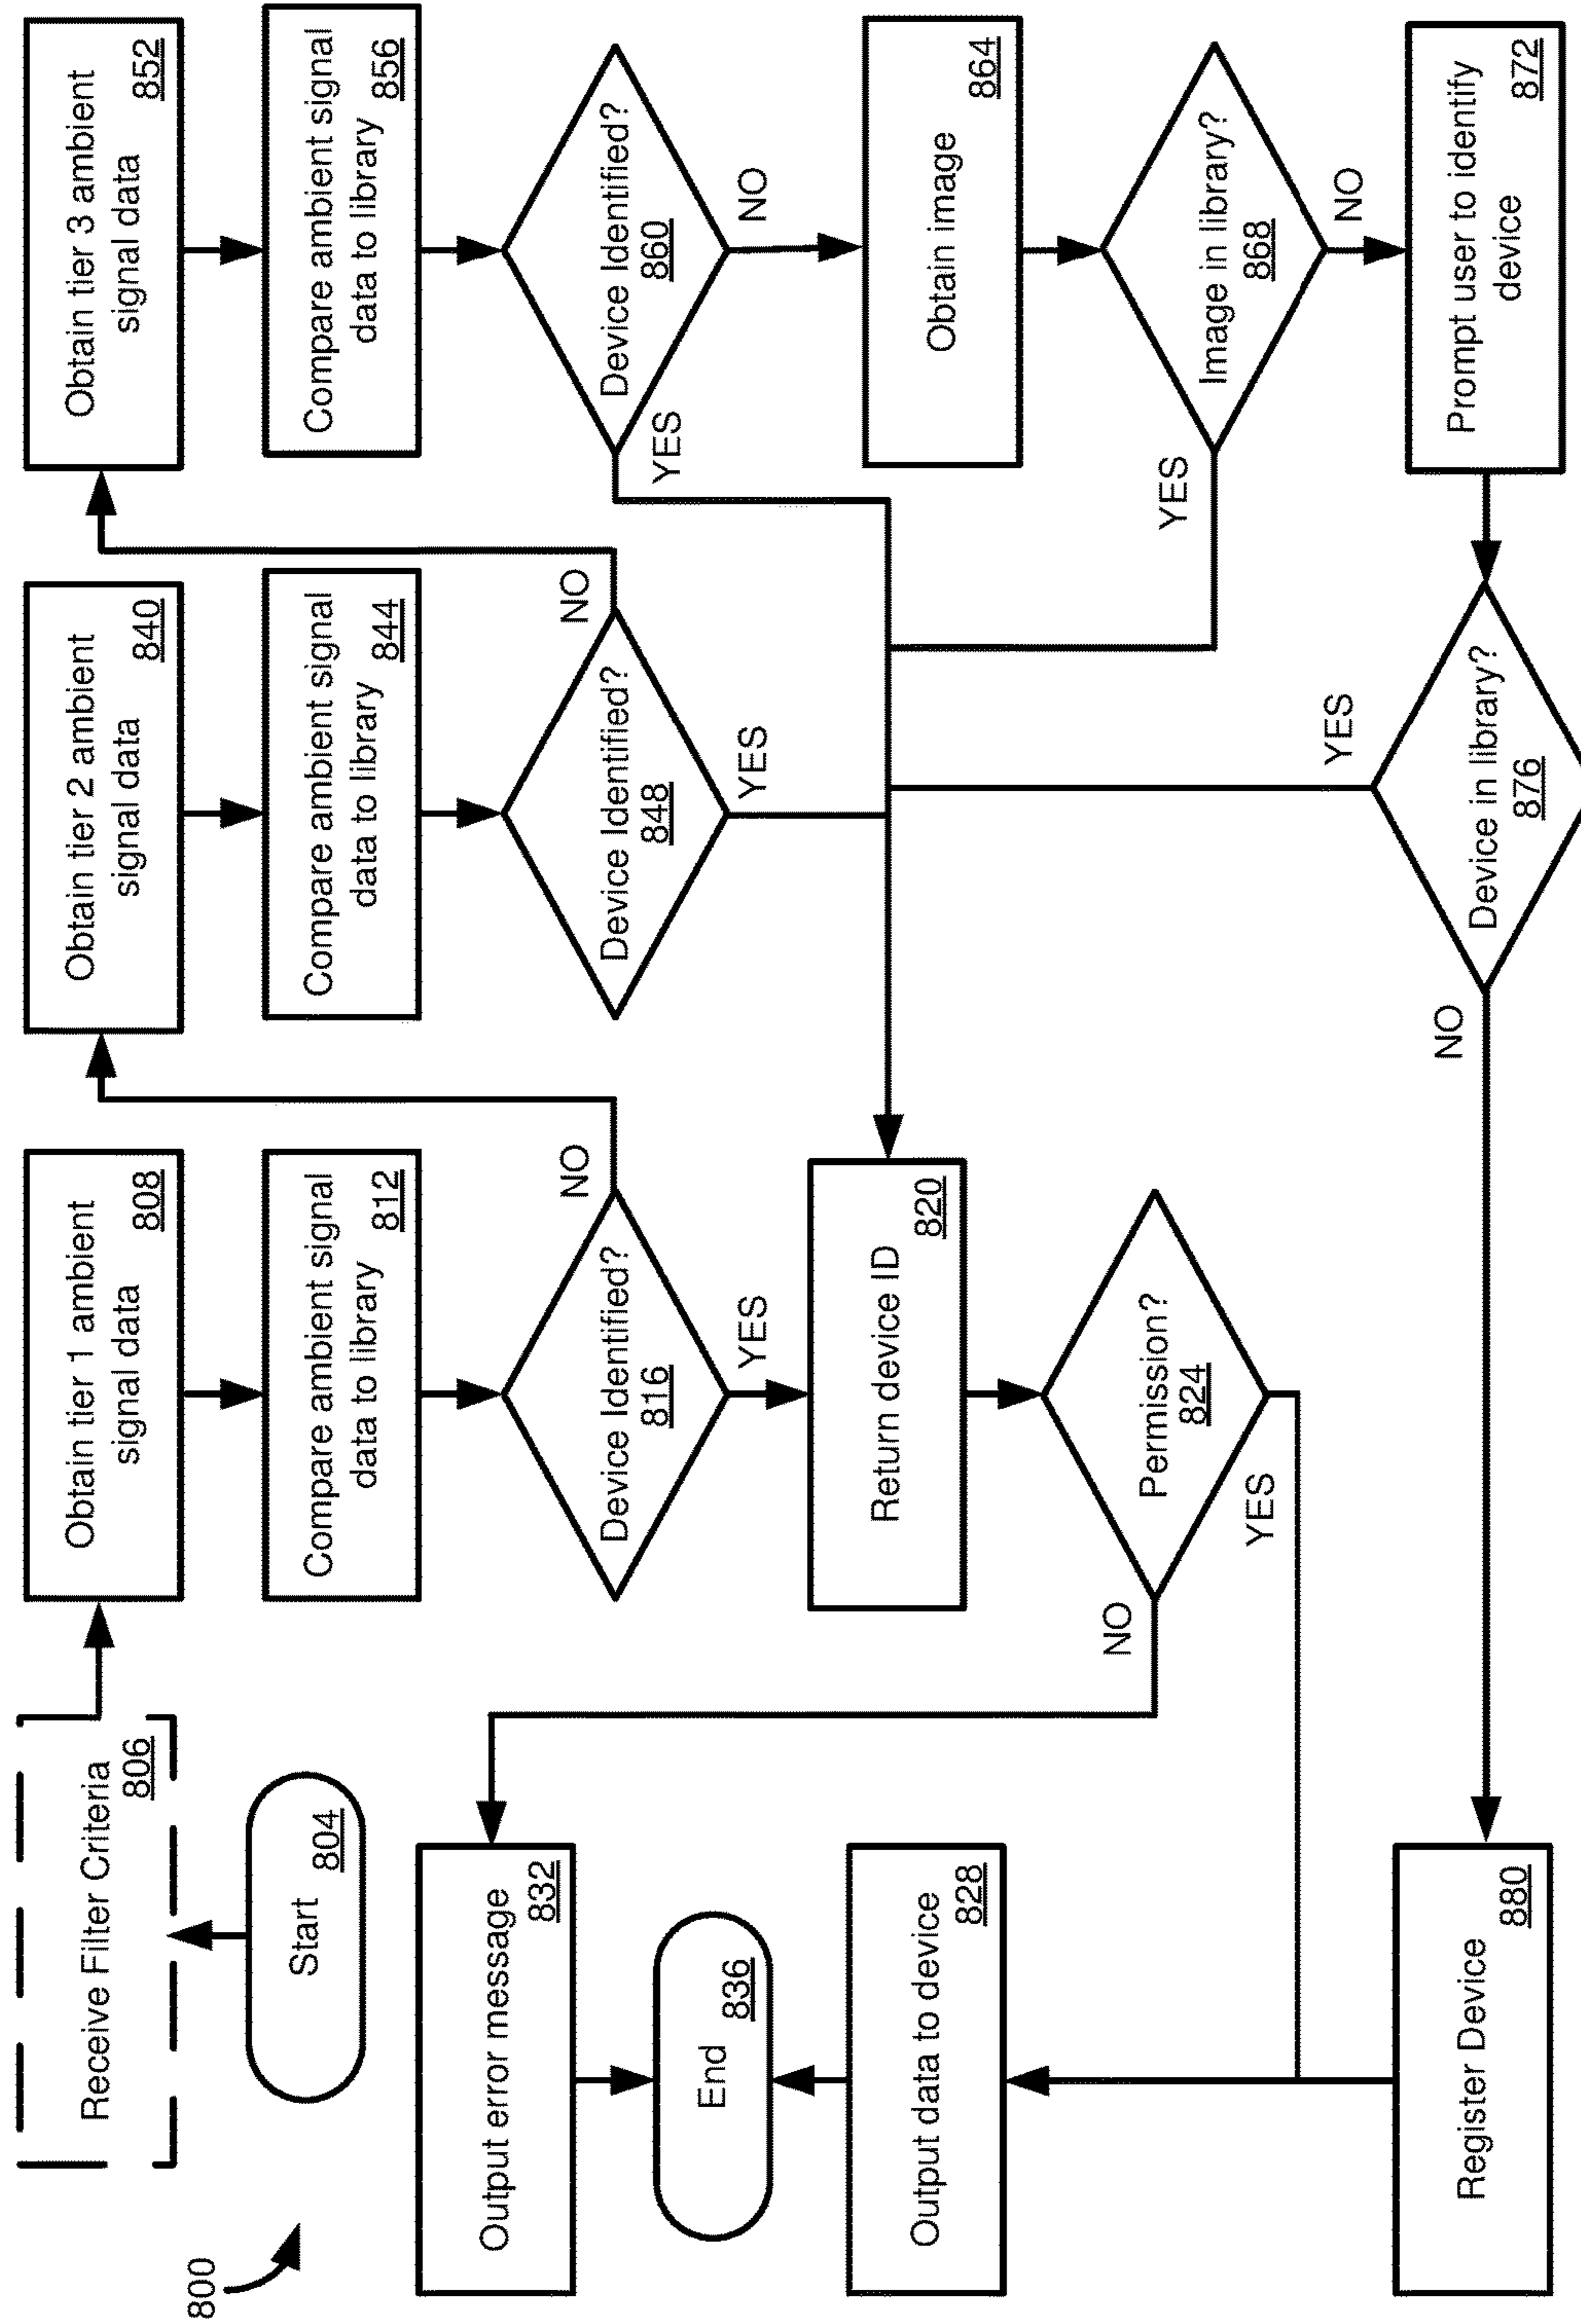 800
Receive Filter Criteria
806
Start
804
Output error message
832
End
836
Output data to device
828
Register Device
880
Obtain tier 1 ambient
signal data
808
Compare ambient signal
data to library
812
Device Identified?
816
NO
YES
Return device ID
820
Permission?
824
NO
YES
Obtain tier 2 ambient
signal data
840
Compare ambient signal
data to library
844
Device Identified?
848
NO
YES
Obtain tier 3 ambient
signal data
852
Compare ambient signal
data to library
856
Device Identified?
860
YES
NO
Obtain image
864
Image in library?
868
YES
NO
Prompt user to identify
device
872
Device in library?
876
YES
NO